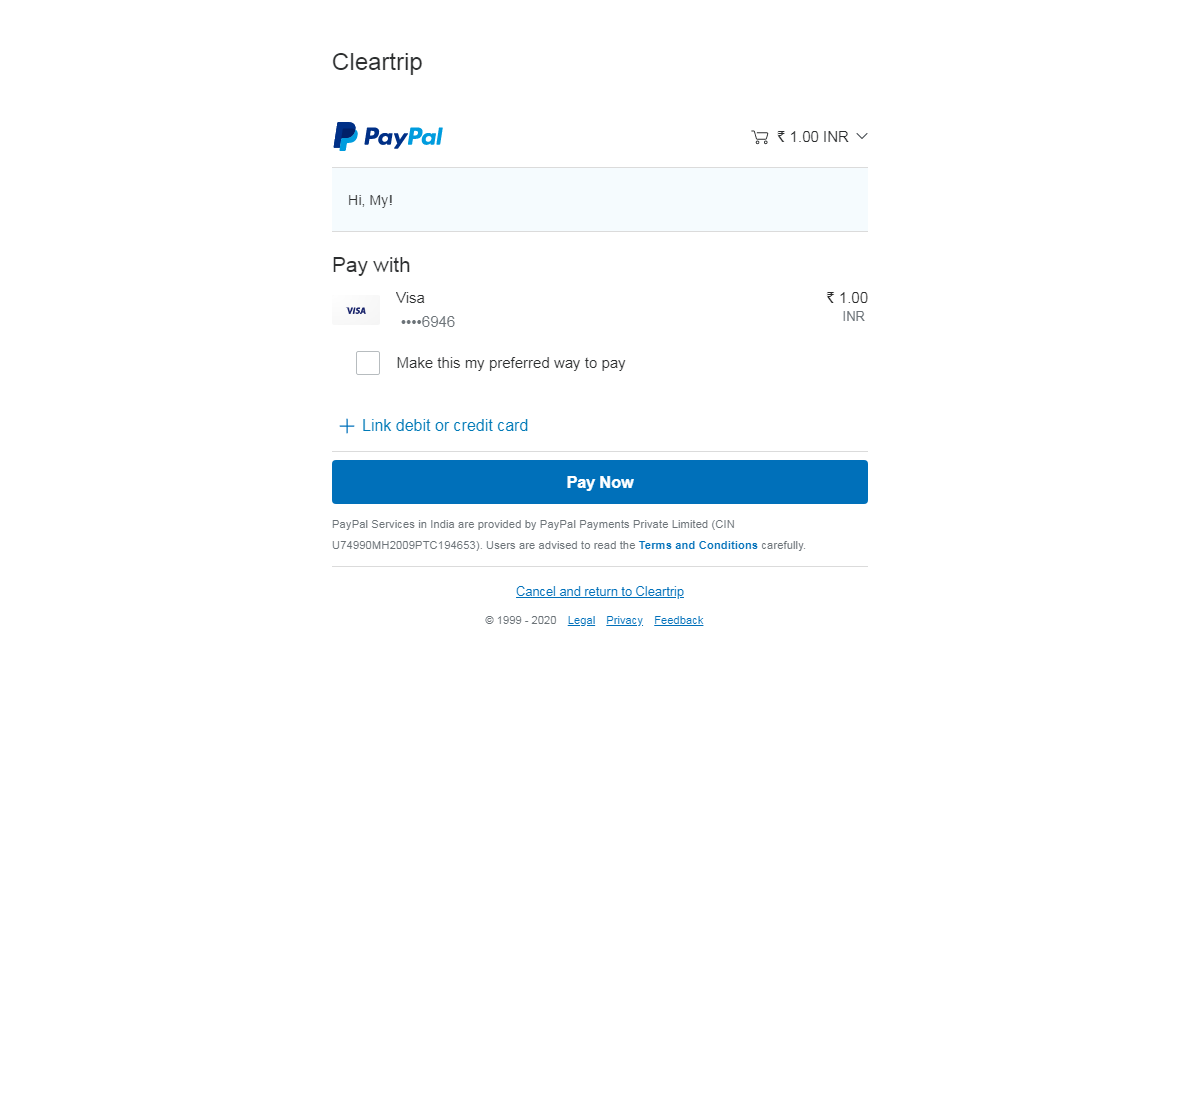 Cleartrip
PayPal
₹ 1.00 INR
Hi, My!
Pay with
VISA
Visa
₹ 1.00
••••6946
INR
Make this my preferred way to pay
Link debit or credit card
Pay Now
PayPal Services in India are provided by PayPal Payments Private Limited (CIN
U74990MH2009PTC194653). Users are advised to read the Terms and Conditions carefully.
Cancel and return to Cleartrip
© 1999 - 2020 Legal Privacy Feedback